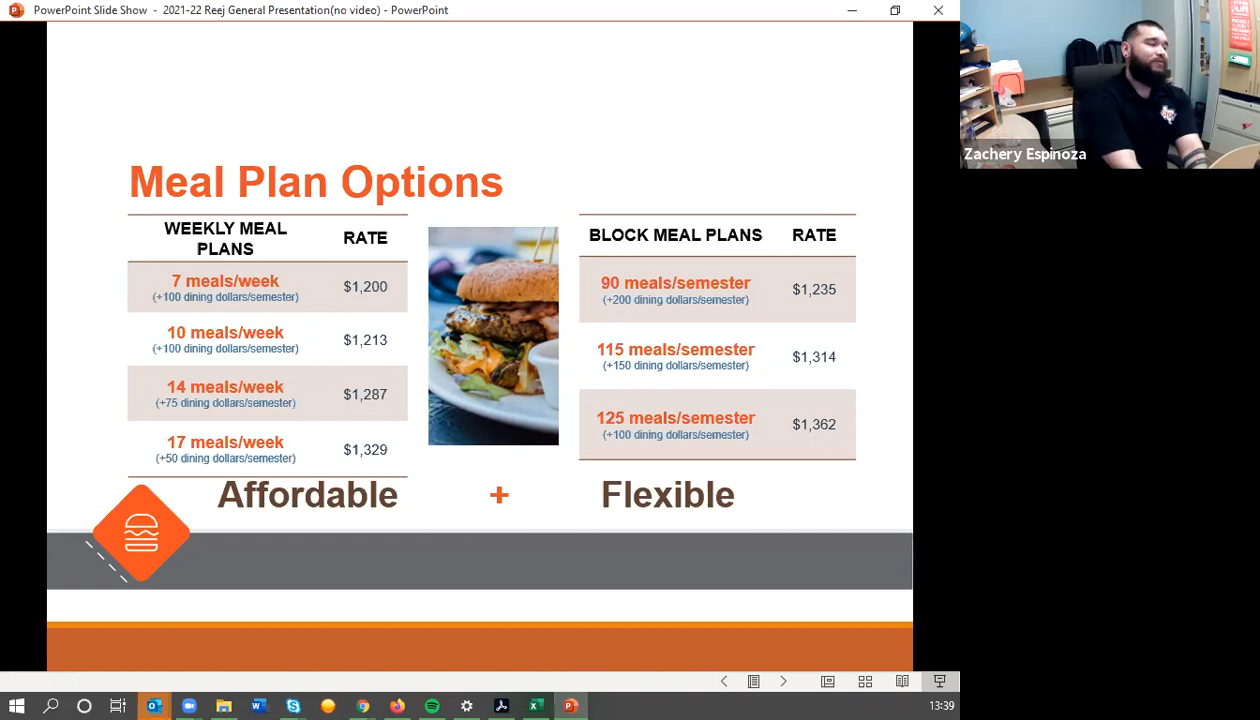 PowerPoint Slide Show - 2021-22 Reej General Presentation(no video) - PowerPoint
Zachery Espinoza
Meal Plan Options
WEEKLY MEAL
PLANS
RATE
7 meals/week
(+100 dining dollars/semester)
$1,200
10 meals/week
(+100 dining dollars/semester)
$1,213
14 meals/week
(+75 dining dollars/semester)
$1,287
17 meals/week
(+50 dining dollars/semester)
$1,329
BLOCK MEAL PLANS
RATE
90 meals/semester
(+200 dining dollars/semester)
$1,235
115 meals/semester
(+150 dining dollars/semester)
$1,314
125 meals/semester
(+100 dining dollars/semester)
$1,362
Affordable + Flexible
13:39